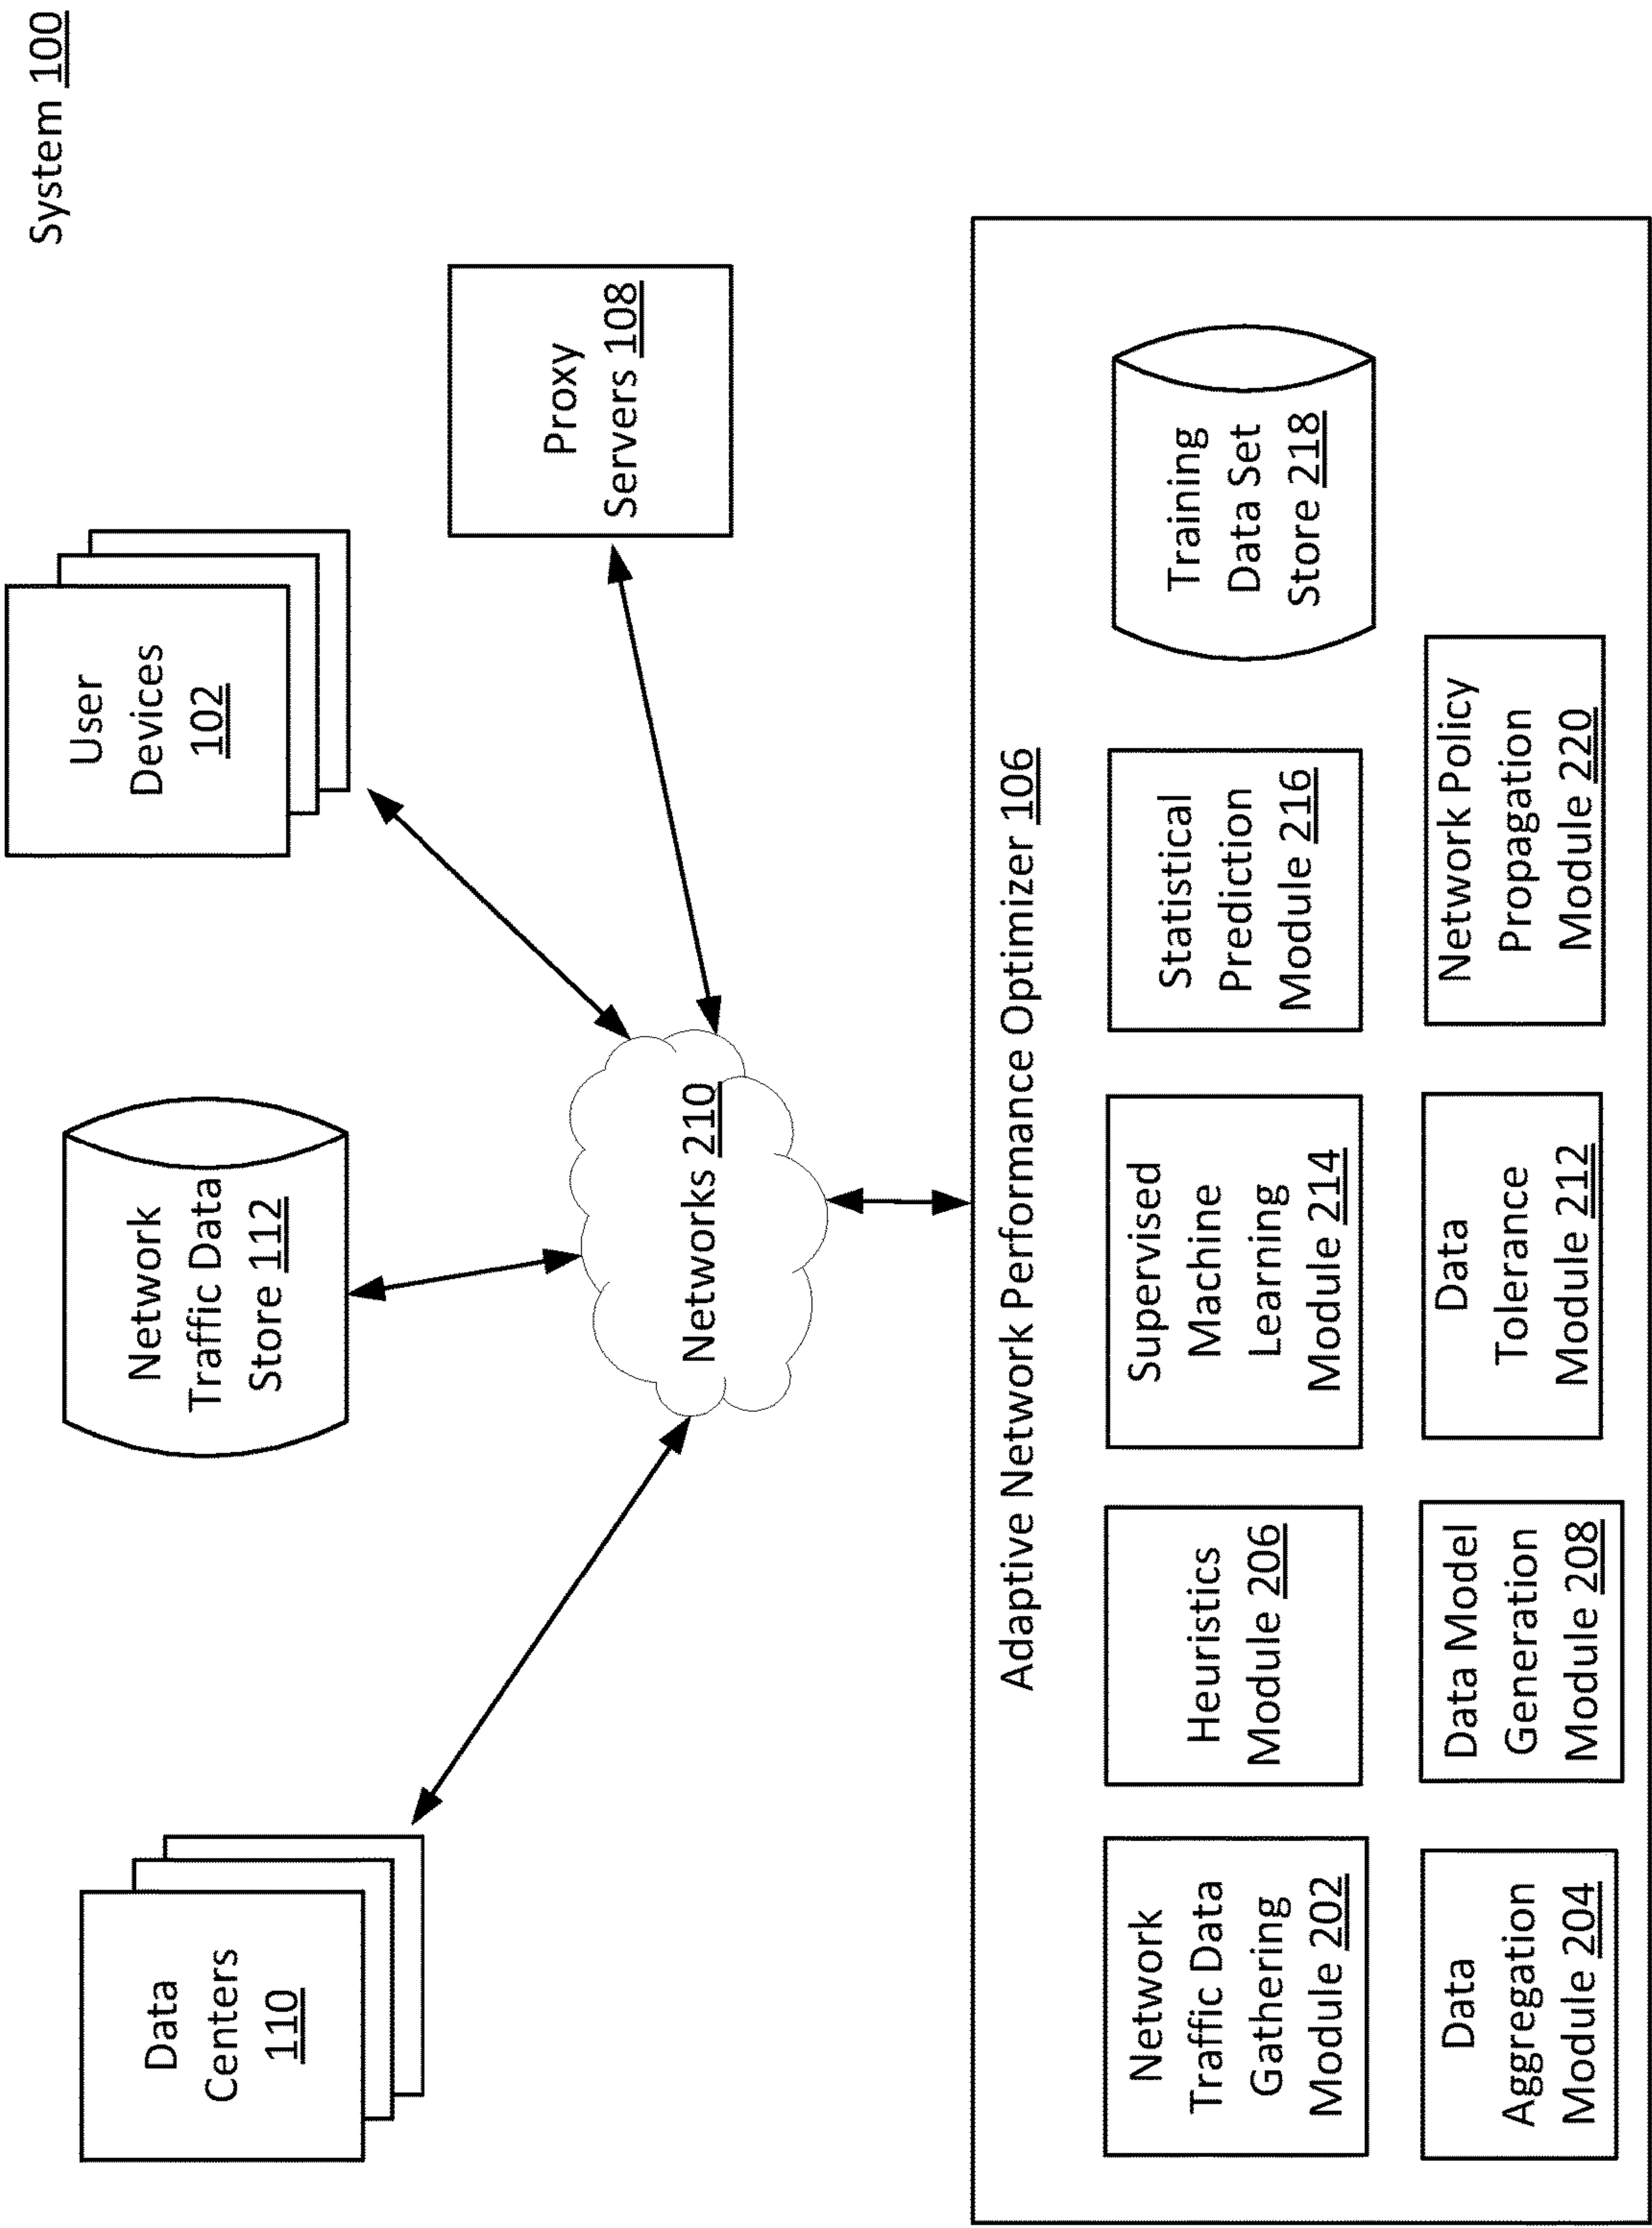 System 100
Data
Centers
110
Network
Traffic Data
Store 112
User
Devices
102
Proxy
Servers 108
Networks 210
Adaptive Network Performance Optimizer 106
Network
Traffic Data
Gathering
Module 202
Heuristics
Module 206
Supervised
Machine
Learning
Module 214
Statistical
Prediction
Module 216
Training
Data Set
Store 218
Data
Aggregation
Module 204
Data Model
Generation
Module 208
Data
Tolerance
Module 212
Network Policy
Propagation
Module 220